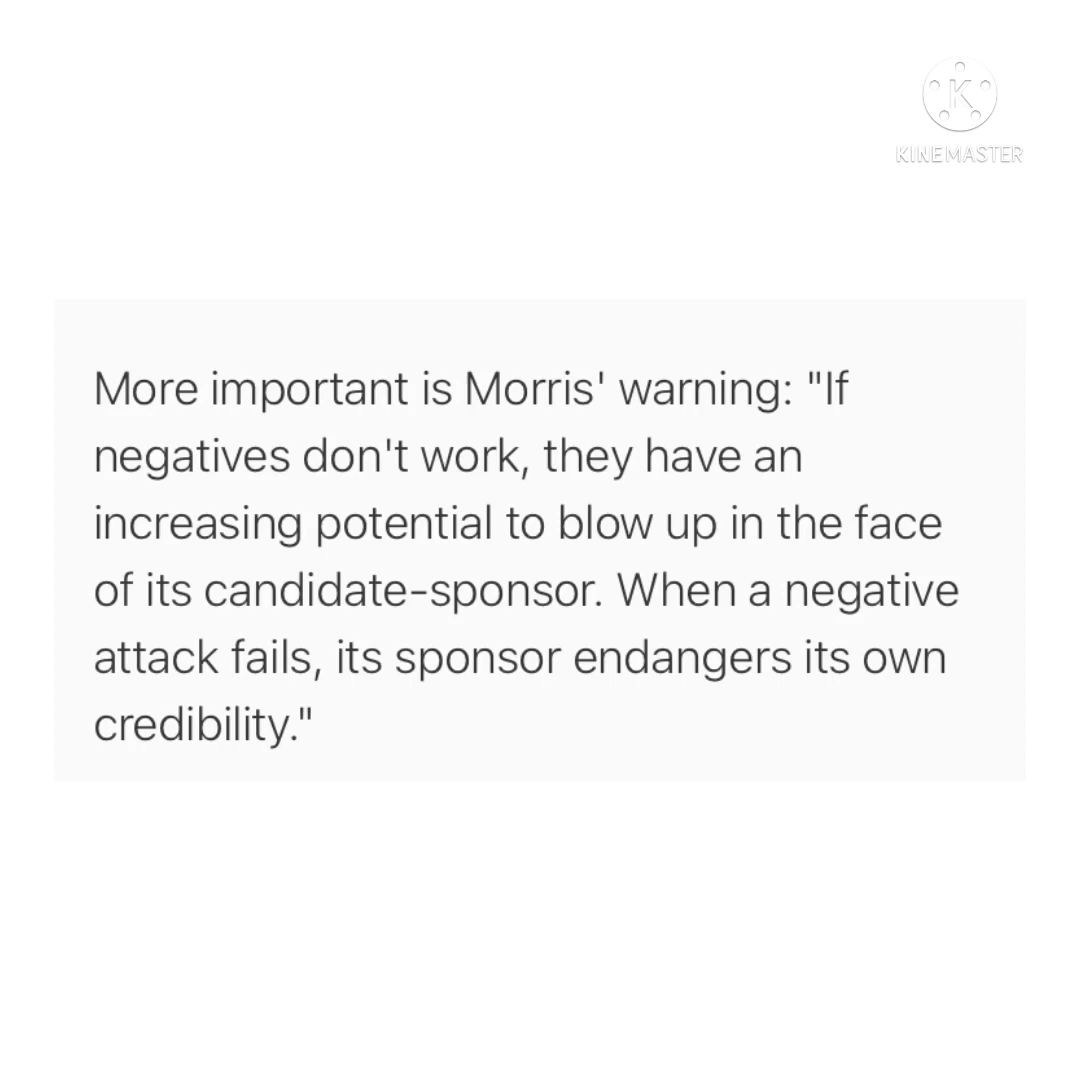 K
KINEMASTER
More important is Morris' warning: "If
negatives don't work, they have an
increasing potential to blow up in the face
of its candidate-sponsor. When a negative
attack fails, its sponsor endangers its own
credibility."